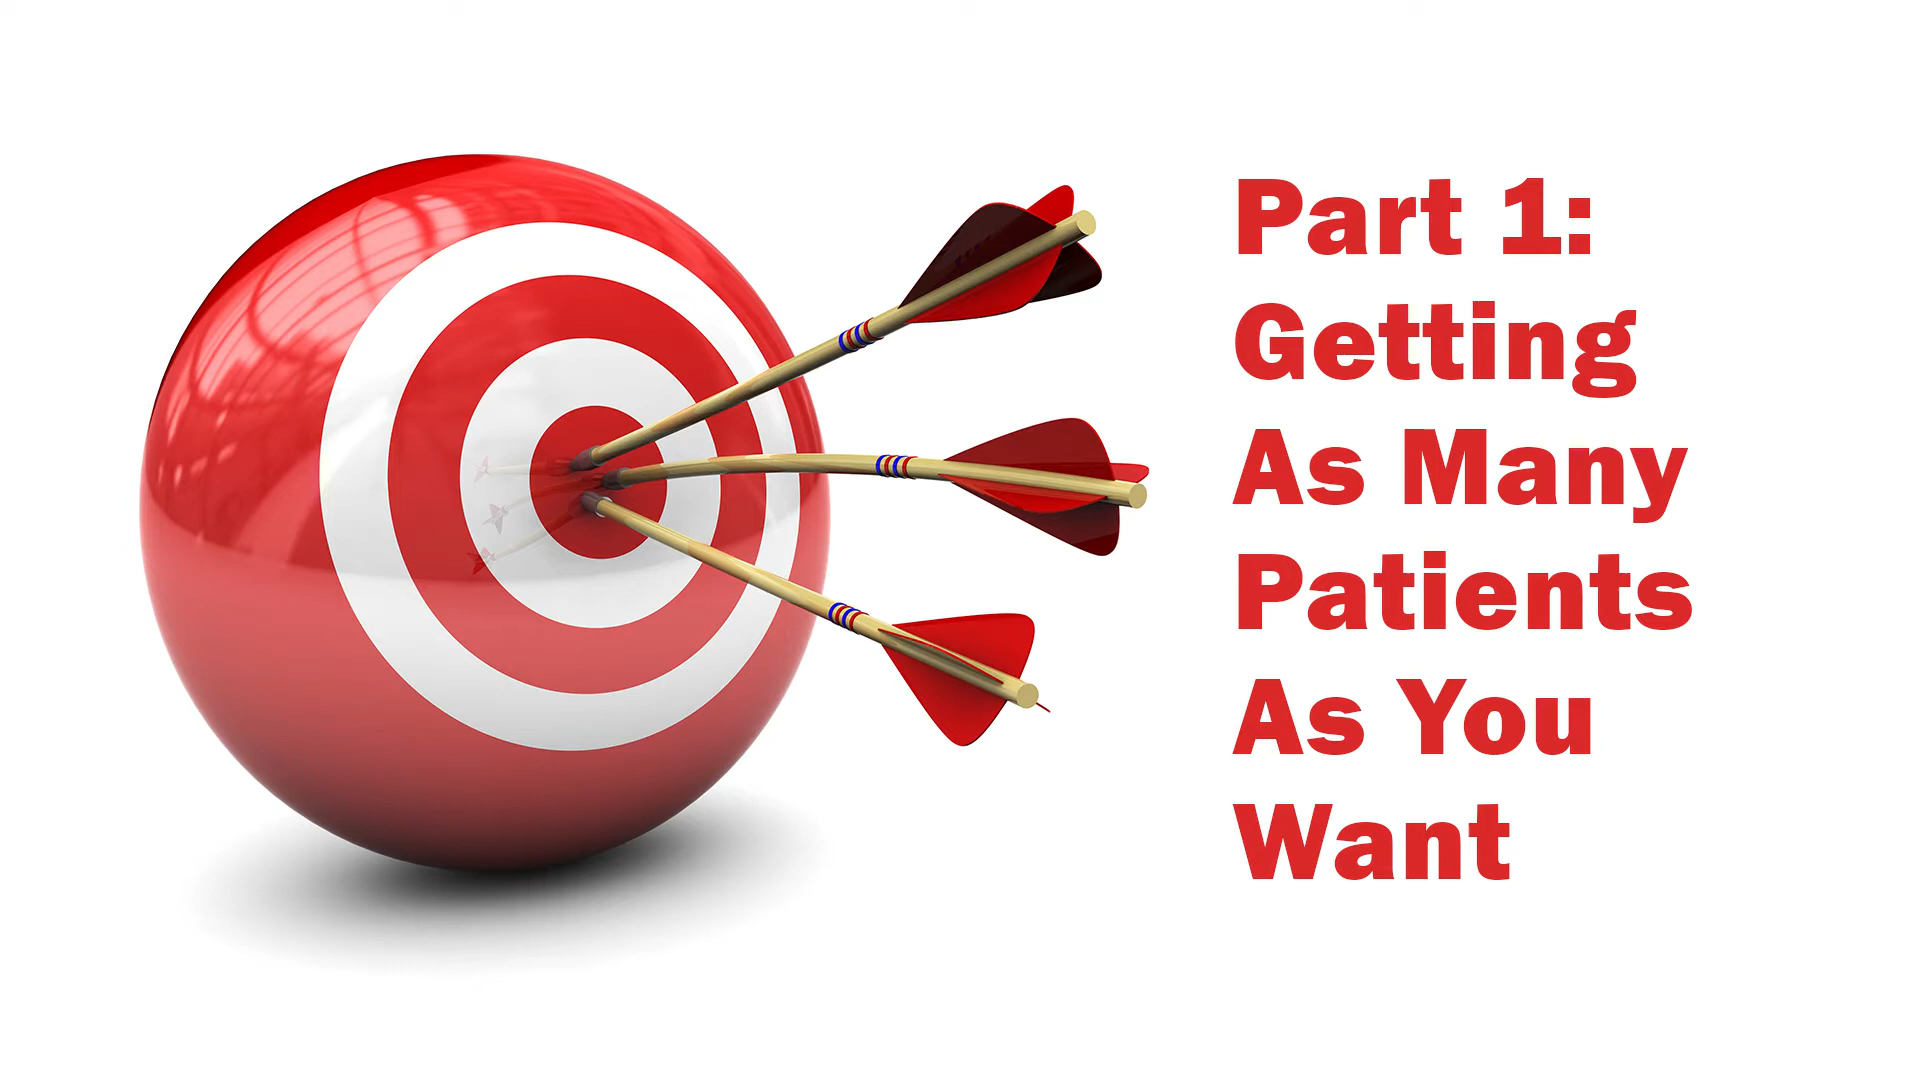 Part 1:
Getting
As Many
Patients
As You
Want